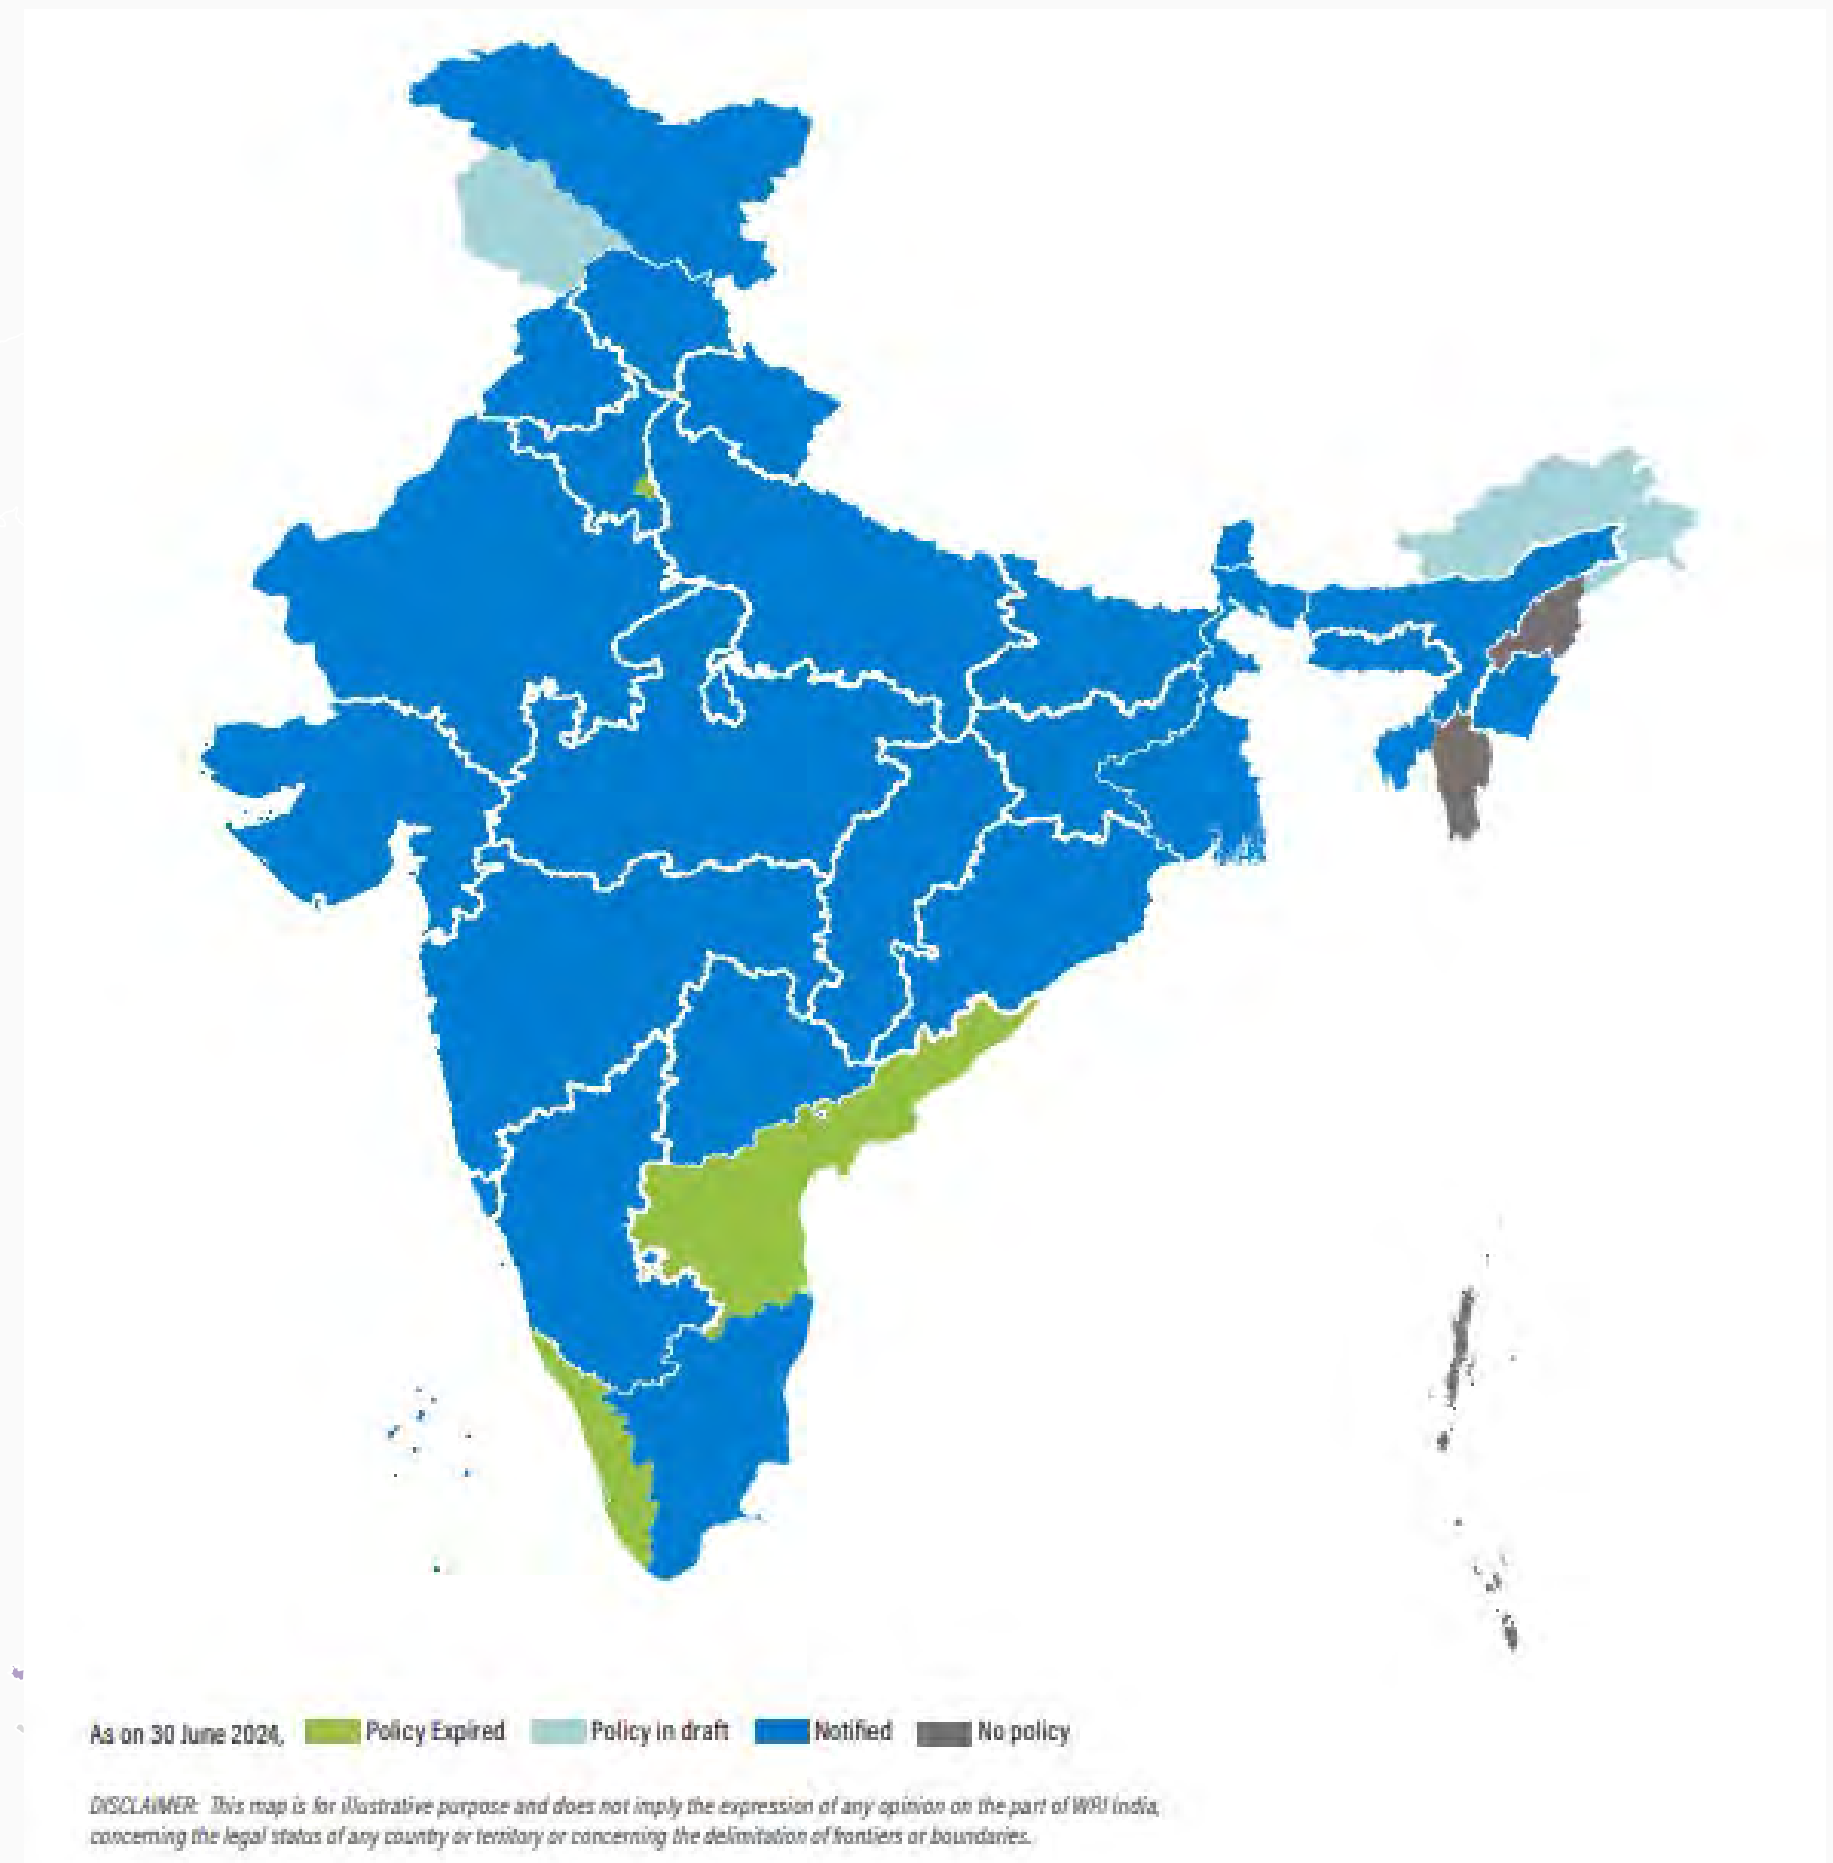 As on 30 June 2024, Policy Expired Policy in draft Notified No policy
DISCLAIMER: This map is for illustrative purpose and does not imply the expression of any opinion on the part of WRI India,
concerning the legal status of any country or territory or concerning the delimitation of frontiers or boundaries.